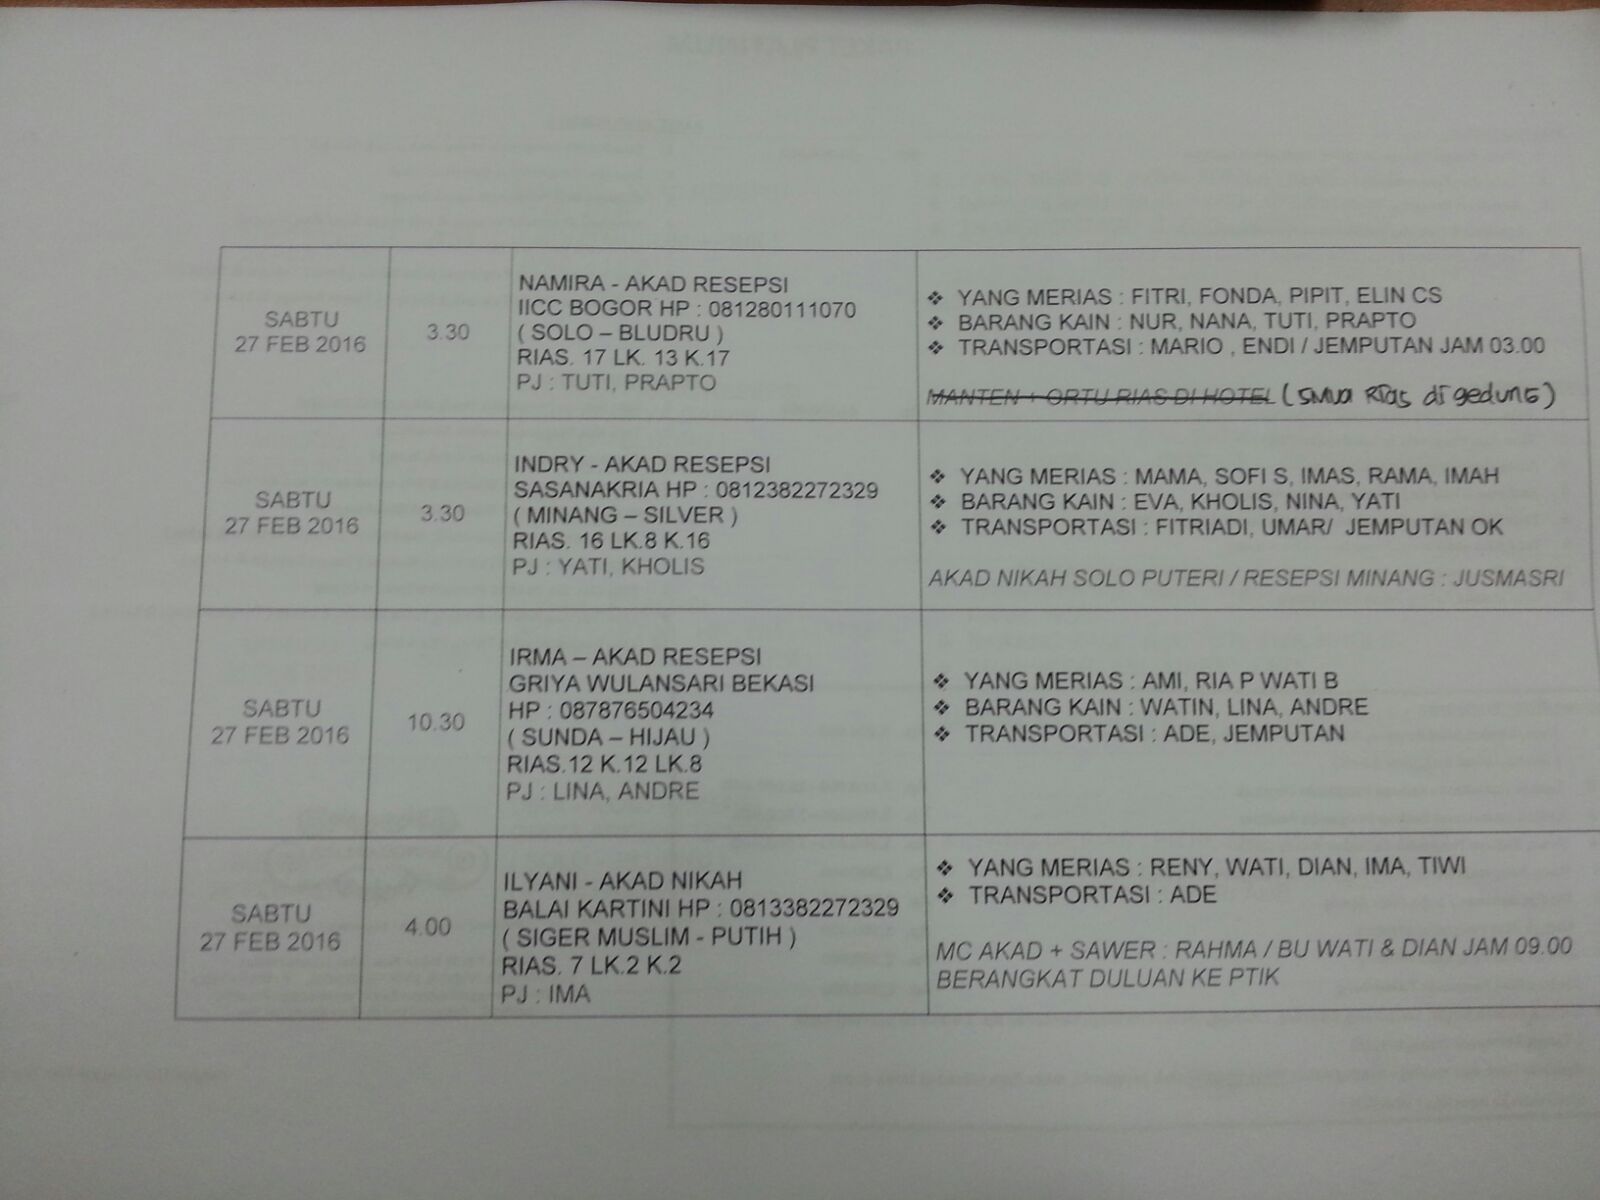 SABTU
27 FEB 2016
3.30
NAMIRA - AKAD RESEPSI
IICC BOGOR HP : 081280111070
( SOLO – BLUDRU )
RIAS. 17 LK. 13 K.17
PJ : TUTI, PRAPTO
❖ YANG MERIAS : FITRI, FONDA, PIPIT, ELIN CS
❖ BARANG KAIN : NUR, NANA, TUTI, PRAPTO
❖ TRANSPORTASI : MARIO , ENDI / JEMPUTAN JAM 03.00
MANTEN + ORTU RIAS DI HOTEL (SMUA RIAS di gedung)
SABTU
27 FEB 2016
3.30
INDRY - AKAD RESEPSI
SASANAKRIA HP : 0812382272329
( MINANG – SILVER )
RIAS. 16 LK.8 K.16
PJ : YATI, KHOLIS
❖ YANG MERIAS : MAMA, SOFI S, IMAS, RAMA, IMAH
❖ BARANG KAIN : EVA, KHOLIS, NINA, YATI
❖ TRANSPORTASI : FITRIADI, UMAR/ JEMPUTAN OK
AKAD NIKAH SOLO PUTERI / RESEPSI MINANG : JUSMASRI
SABTU
27 FEB 2016
10.30
IRMA – AKAD RESEPSI
GRIYA WULANSARI BEKASI
HP : 087876504234
( SUNDA – HIJAU )
RIAS.12 K.12 LK.8
PJ : LINA, ANDRE
❖ YANG MERIAS : AMI, RIA P WATI B
❖ BARANG KAIN : WATIN, LINA, ANDRE
❖ TRANSPORTASI : ADE, JEMPUTAN
SABTU
27 FEB 2016
4.00
ILYANI - AKAD NIKAH
BALAI KARTINI HP : 0813382272329
( SIGER MUSLIM - PUTIH )
RIAS. 7 LK.2 K.2
PJ : IMA
❖ YANG MERIAS : RENY, WATI, DIAN, IMA, TIWI
❖ TRANSPORTASI : ADE
MC AKAD + SAWER : RAHMA / BU WATI & DIAN JAM 09.00
BERANGKAT DULUAN KE PTIK